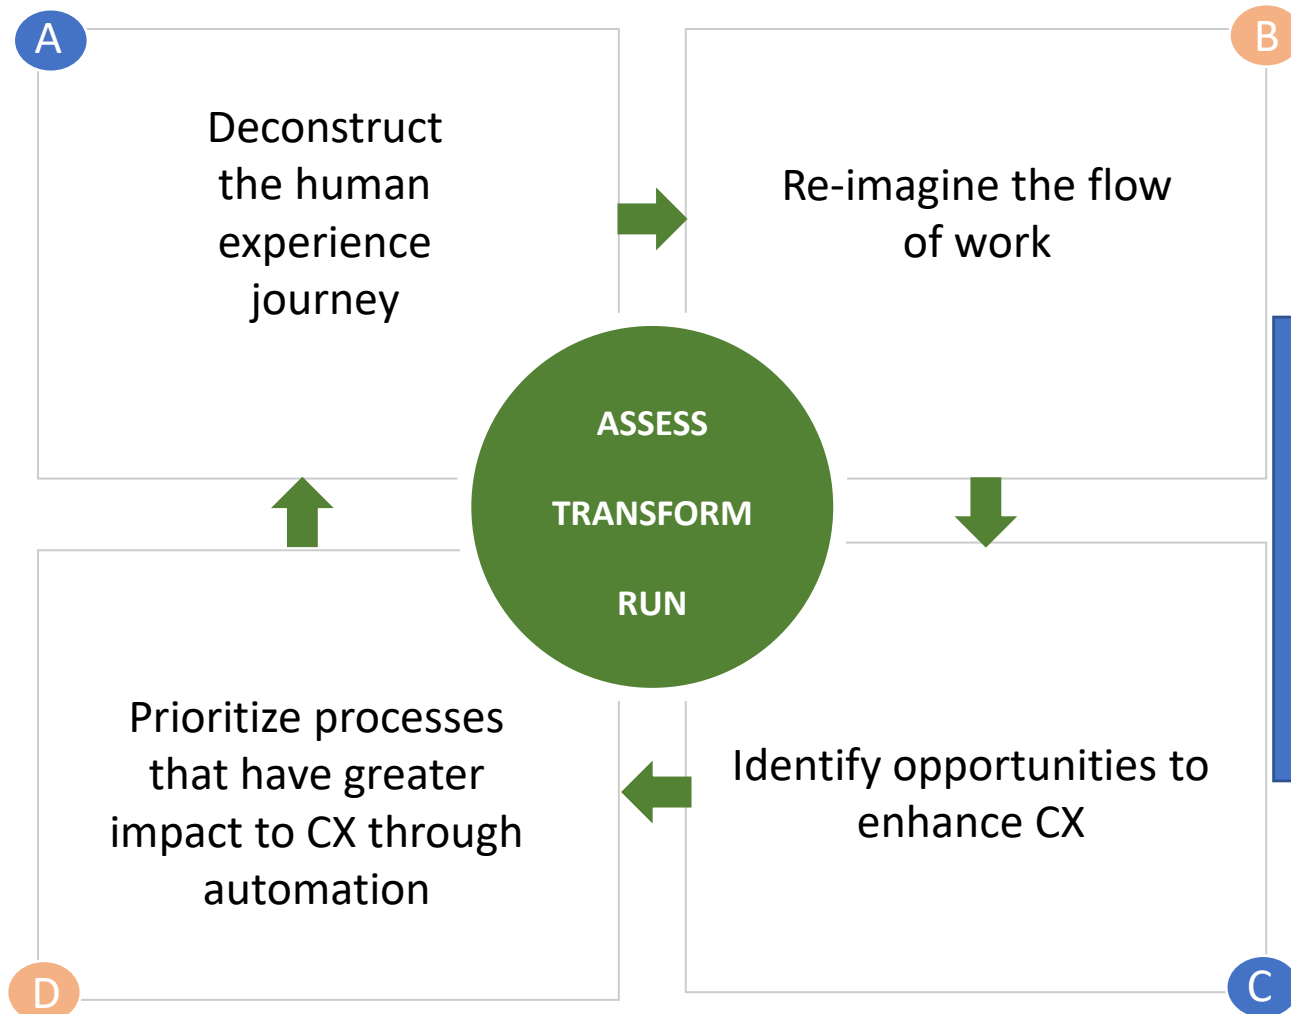 A
Deconstruct
the human
experience
journey
B
Re-imagine the flow
of work
ASSESS
TRANSFORM
RUN
Prioritize processes
that have greater
impact to CX through
automation
D
Identify opportunities to
enhance CX
C